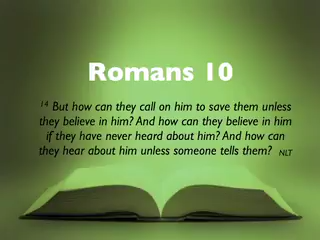 Romans 10
14 But how can they call on him to save them unless
they believe in him? And how can they believe in him
if they have never heard about him? And how can
they hear about him unless someone tells them? NLT